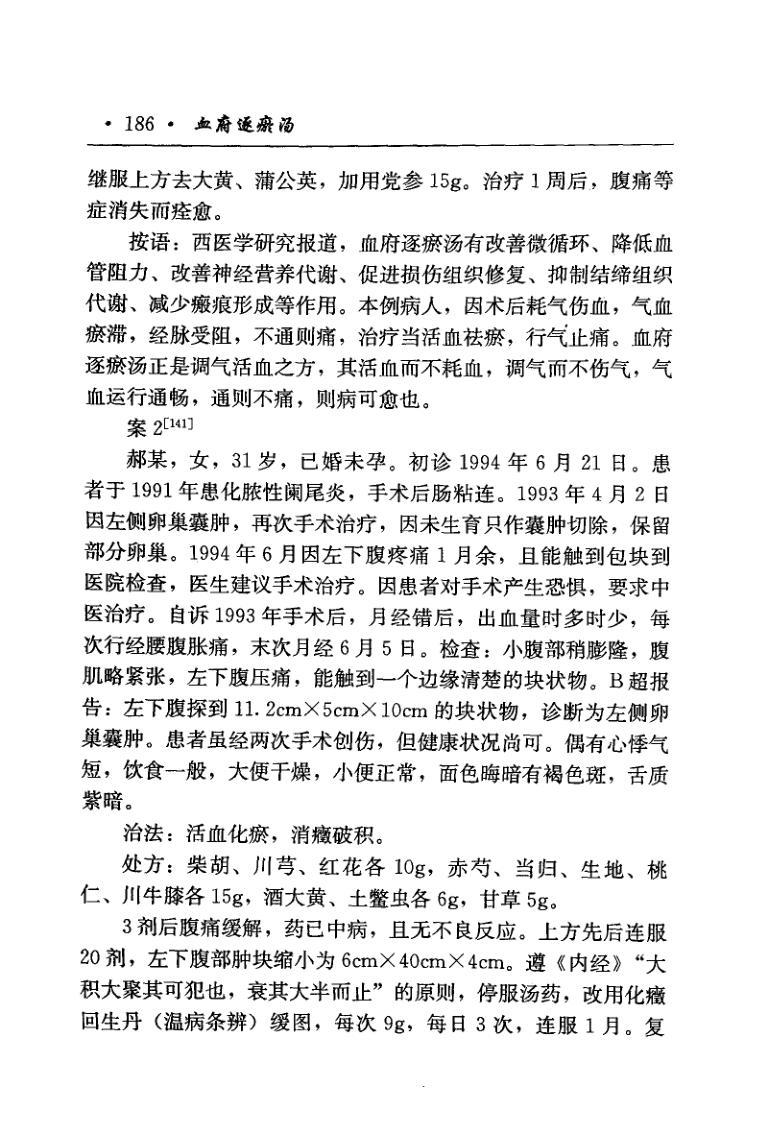 · 186 · 血府逐瘀汤
继服上方去大黄、蒲公英，加用党参 15g。治疗 1 周后，腹痛等
症消失而痊愈。
按语：西医学研究报道，血府逐瘀汤有改善微循环、降低血
管阻力、改善神经营养代谢、促进损伤组织修复、抑制结缔组织
代谢、减少瘢痕形成等作用。本例病人，因术后耗气伤血，气血
瘀滞，经脉受阻，不通则痛，治疗当活血祛瘀，行气止痛。血府
逐瘀汤正是调气活血之方，其活血而不耗血，调气而不伤气，气
血运行通畅，通则不痛，则病可愈也。
案 2[141]
郝某，女，31 岁，已婚未孕。初诊 1994 年 6 月 21 日。患
者于 1991 年患化脓性阑尾炎，手术后肠粘连。1993 年 4 月 2 日
因左侧卵巢囊肿，再次手术治疗，因未生育只作囊肿切除，保留
部分卵巢。1994 年 6 月因左下腹疼痛 1 月余，且能触到包块到
医院检查，医生建议手术治疗。因患者对手术产生恐惧，要求中
医治疗。自诉 1993 年手术后，月经错后，出血量时多时少，每
次行经腰腹胀痛，末次月经 6 月 5 日。检查：小腹部稍膨隆，腹
肌略紧张，左下腹压痛，能触到一个边缘清楚的块状物。B 超报
告：左下腹探到 11.2cm×5cm×10cm 的块状物，诊断为左侧卵
巢囊肿。患者虽经两次手术创伤，但健康状况尚可。偶有心悸气
短，饮食一般，大便干燥，小便正常，面色晦暗有褐色斑，舌质
紫暗。
治法：活血化瘀，消癥破积。
处方：柴胡、川芎、红花各 10g，赤芍、当归、生地、桃
仁、川牛膝各 15g，酒大黄、土鳖虫各 6g，甘草 5g。
3 剂后腹痛缓解，药已中病，且无不良反应。上方先后连服
20 剂，左下腹部肿块缩小为 6cm×40cm×4cm。遵《内经》“大
积大聚其可犯也，衰其大半而止”的原则，停服汤药，改用化癥
回生丹（温病条辨）缓图，每次 9g，每日 3 次，连服 1 月。复